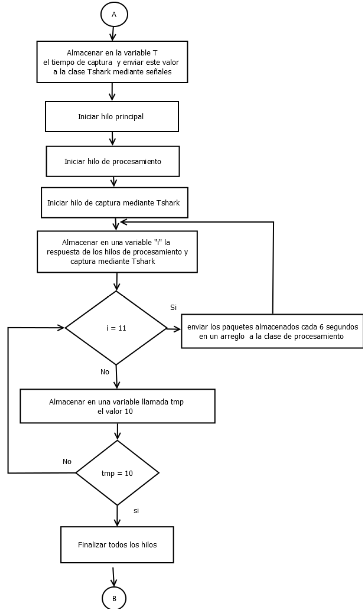 A
Almacenar en la variable T
el tiempo de captura y enviar este valor
a la clase Tshark mediante señales
Iniciar hilo principal
Iniciar hilo de procesamiento
Iniciar hilo de captura mediante Tshark
Almacenar en una variable "i" la
respuesta de los hilos de procesamiento y
captura mediante Tshark
Si
i = 11
enviar los paquetes almacenados cada 6 segundos
en un arreglo a la clase de procesamiento
No
Almacenar en una variable llamada tmp
el valor 10
No
tmp = 10
si
Finalizar todos los hilos
B